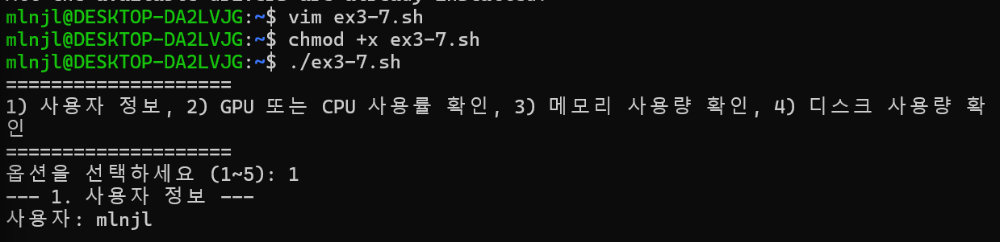 mlnjl@DESKTOP-DA2LVJG:~$ vim ex3-7.sh
mlnjl@DESKTOP-DA2LVJG:~$ chmod +x ex3-7.sh
mlnjl@DESKTOP-DA2LVJG:~$ ./ex3-7.sh
====================
1) 사용자 정보, 2) GPU 또는 CPU 사용률 확인, 3) 메모리 사용량 확인, 4) 디스크 사용량 확
인
====================
옵션을 선택하세요 (1~5): 1
--- 1. 사용자 정보 ---
사용자: mlnjl